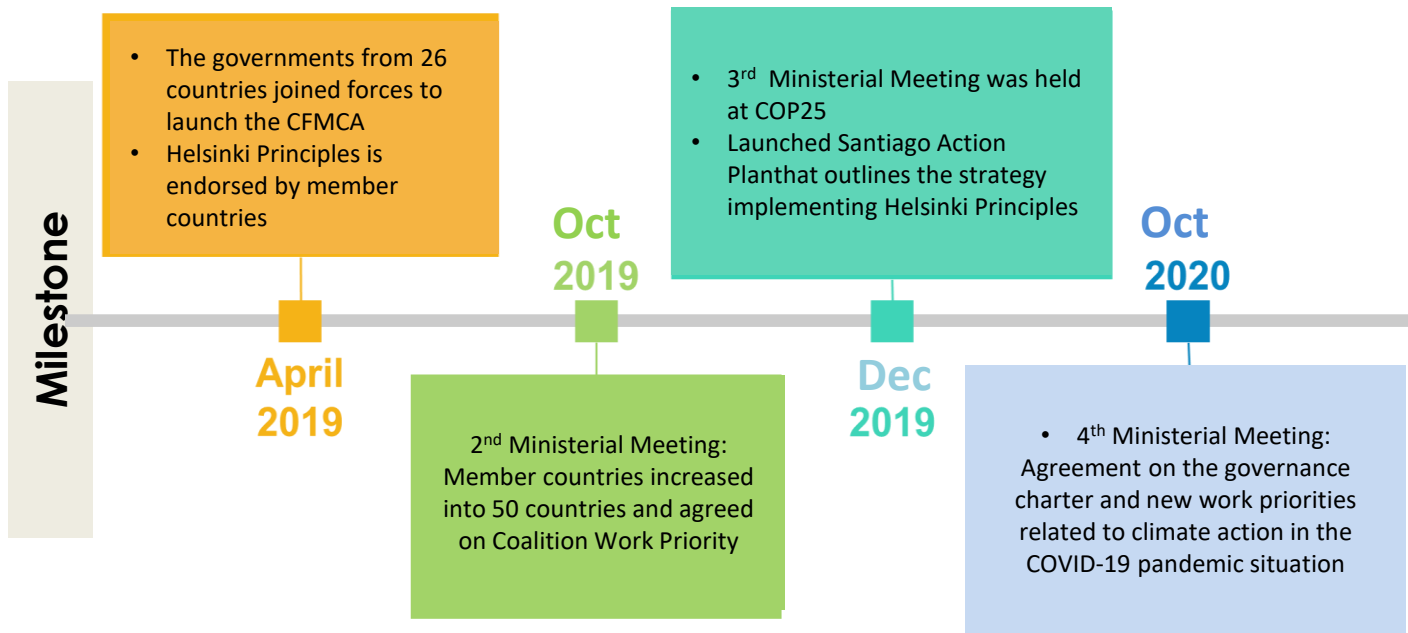 Milestone
• The governments from 26
countries joined forces to
launch the CFMCA
• Helsinki Principles is
endorsed by member
countries
April
2019
Oct
2019
2nd Ministerial Meeting:
Member countries increased
into 50 countries and agreed
on Coalition Work Priority
• 3rd Ministerial Meeting was held
at COP25
• Launched Santiago Action
Planthat outlines the strategy
implementing Helsinki Principles
Dec
2019
Oct
2020
• 4th Ministerial Meeting:
Agreement on the governance
charter and new work priorities
related to climate action in the
COVID-19 pandemic situation